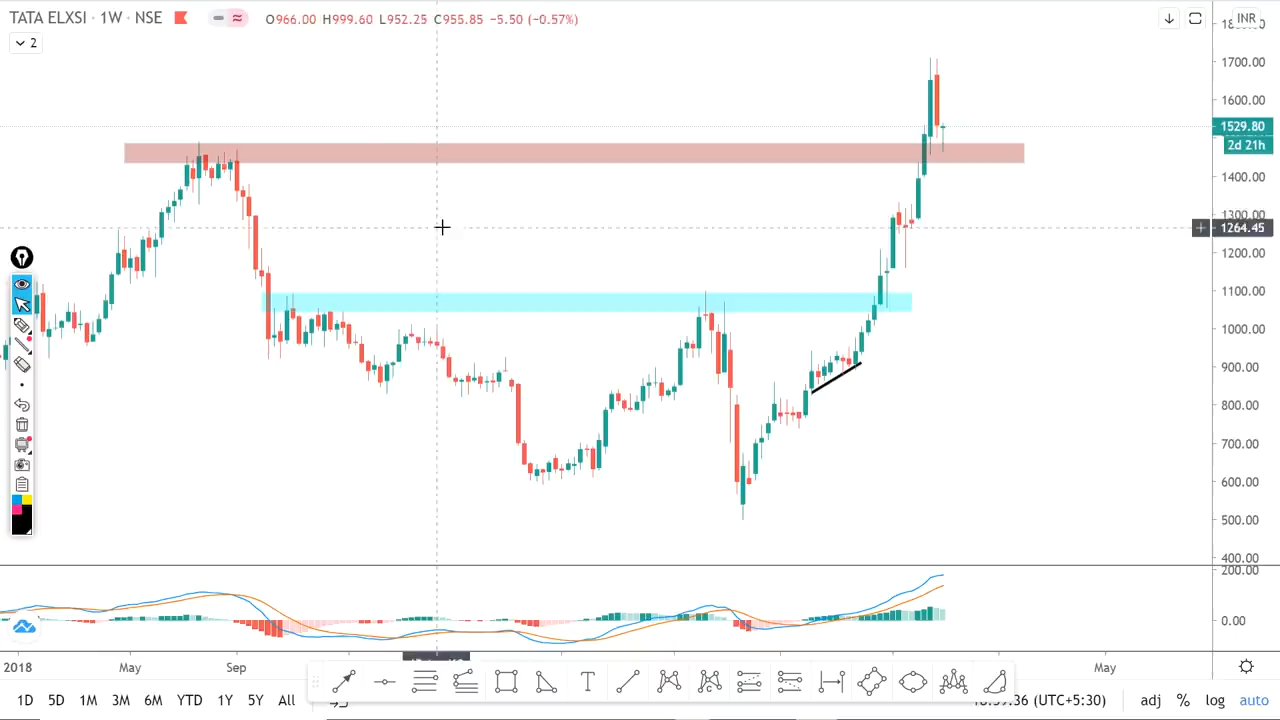 TATA ELXSI · 1W · NSE O966.00 H999.60 L952.25 C955.85 -5.50 (-0.57%)
2
INR
1700.00
1600.00
1529.80
2d 21h
1400.00
1300.00
1264.45
1200.00
1100.00
1000.00
900.00
800.00
700.00
600.00
500.00
400.00
200.00
0.00
2018 May Sep May
T
C
1D 5D 1M 3M 6M YTD 1Y 5Y All (UTC+5:30) adj % log auto